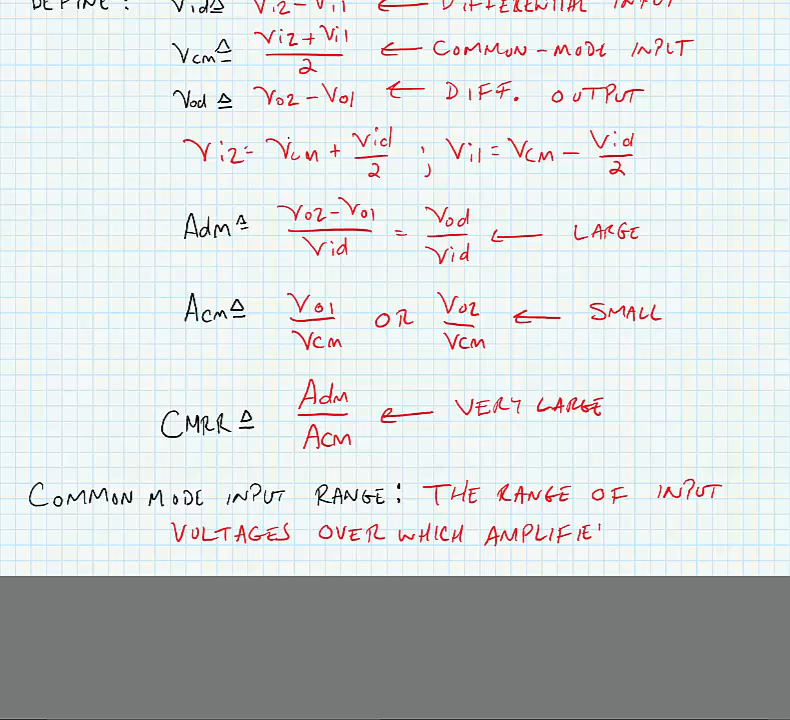 DEFINE: Vid ≜ Vi2 - Vi1 ← DIFFERENTIAL INPUT
Vcm ≜ (Vi2 + Vi1)/2 ← COMMON-MODE INPUT
Vod ≜ Vo2 - Vo1 ← DIFF. OUTPUT
Vi2 = VCM + Vid/2 ; Vi1 = VCM - Vid/2
Adm ≜ (Vo2 - Vo1)/Vid = Vod/Vid ← LARGE
Acm ≜ Vo1/VCM OR Vo2/VCM ← SMALL
CMRR ≜ Adm/ACM ← VERY LARGE
COMMON MODE INPUT RANGE: THE RANGE OF INPUT
VOLTAGES OVER WHICH AMPLIFIE